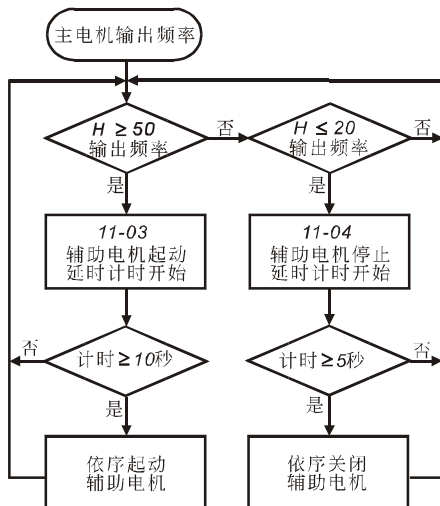 主电机输出频率
H ≥ 50
输出频率
否
H ≤ 20
输出频率
否
是
是
11-03
辅助电机起动
延时计时开始
11-04
辅助电机停止
延时计时开始
否
计时 ≥ 10秒
计时 ≥ 5秒
否
是
是
依序起动
辅助电机
依序关闭
辅助电机